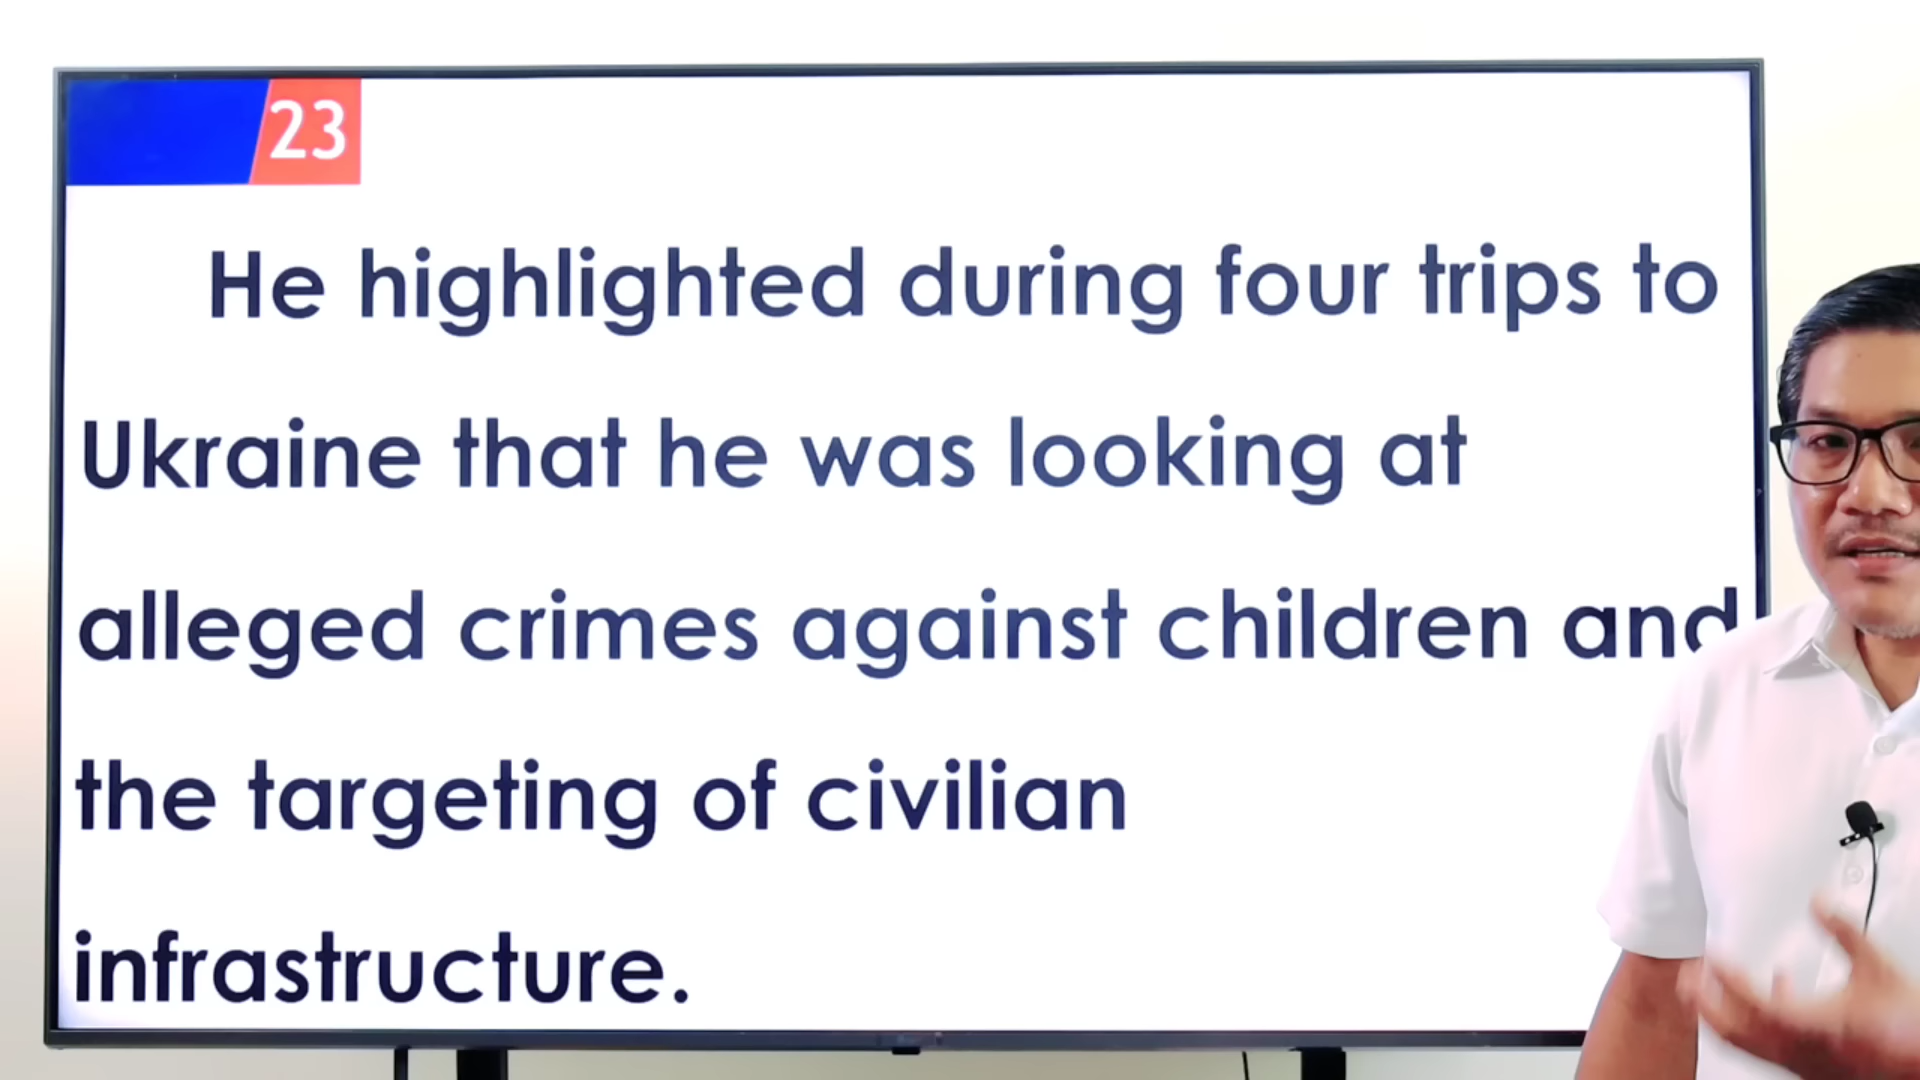 23
He highlighted during four trips to
Ukraine that he was looking at
alleged crimes against children and
the targeting of civilian
infrastructure.